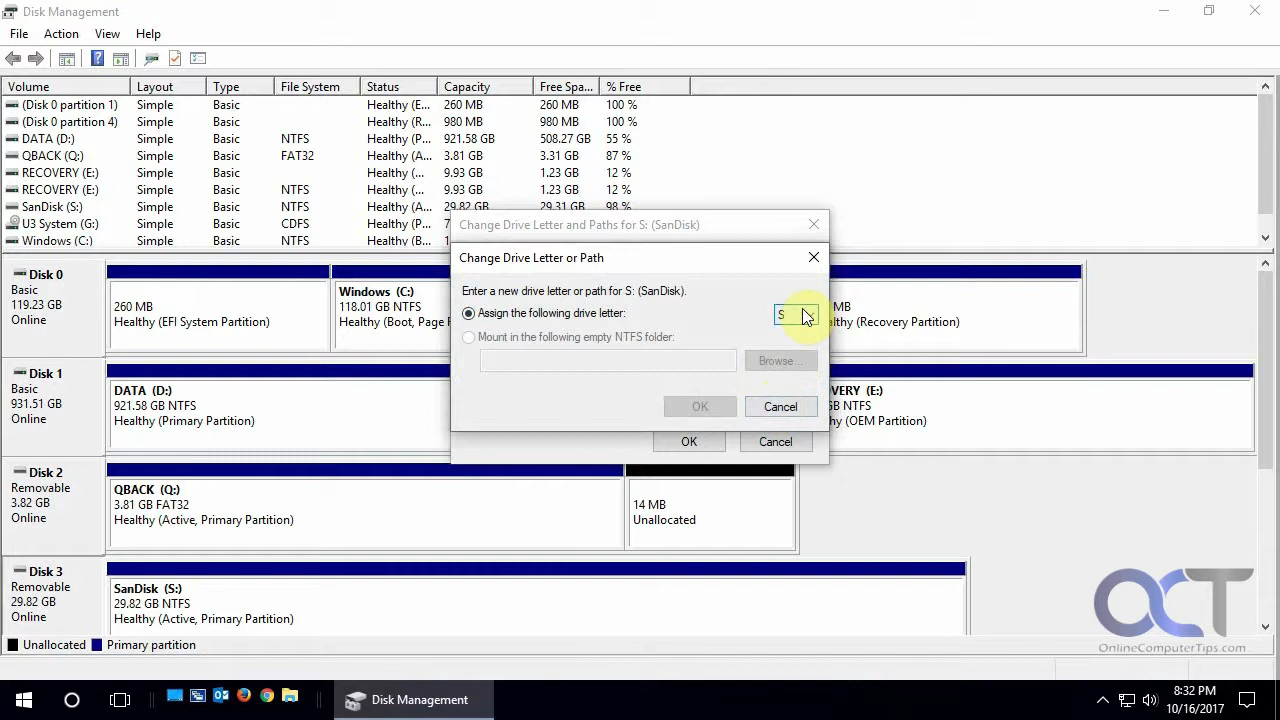 Disk Management
File Action View Help
Volume Layout Type File System Status Capacity Free Spa... % Free
(Disk 0 partition 1) Simple Basic Healthy (E... 260 MB 260 MB 100 %
(Disk 0 partition 4) Simple Basic Healthy (R... 980 MB 980 MB 100 %
DATA (D:) Simple Basic NTFS Healthy (P... 921.58 GB 508.27 GB 55 %
QBACK (Q:) Simple Basic FAT32 Healthy (A... 3.81 GB 3.31 GB 87 %
RECOVERY (E:) Simple Basic Healthy (... 9.93 GB 1.23 GB 12 %
RECOVERY (E:) Simple Basic NTFS Healthy (... 9.93 GB 1.23 GB 12 %
SanDisk (S:) Simple Basic NTFS Healthy (A... 29.82 GB 29.31 GB 98 %
U3 System (G:) Simple Basic CDFS Healthy (P... 7
Windows (C:) Simple Basic NTFS Healthy (B... 1
Change Drive Letter and Paths for S: (SanDisk)
Change Drive Letter or Path
Enter a new drive letter or path for S: (SanDisk).
Assign the following drive letter: S
Mount in the following empty NTFS folder:
Browse...
OK Cancel
OK Cancel
Disk 0
Basic
119.23 GB
Online
260 MB
Healthy (EFI System Partition)
Windows (C:)
118.01 GB NTFS
Healthy (Boot, Page F
MB
lthy (Recovery Partition)
Disk 1
Basic
931.51 GB
Online
DATA (D:)
921.58 GB NTFS
Healthy (Primary Partition)
OVERY (E:)
GB NTFS
hy (OEM Partition)
Disk 2
Removable
3.82 GB
Online
QBACK (Q:)
3.81 GB FAT32
Healthy (Active, Primary Partition)
14 MB
Unallocated
Disk 3
Removable
29.82 GB
Online
SanDisk (S:)
29.82 GB NTFS
Healthy (Active, Primary Partition)
OCT
OnlineComputerTips.com
Unallocated Primary partition
Disk Management
8:32 PM
10/16/2017